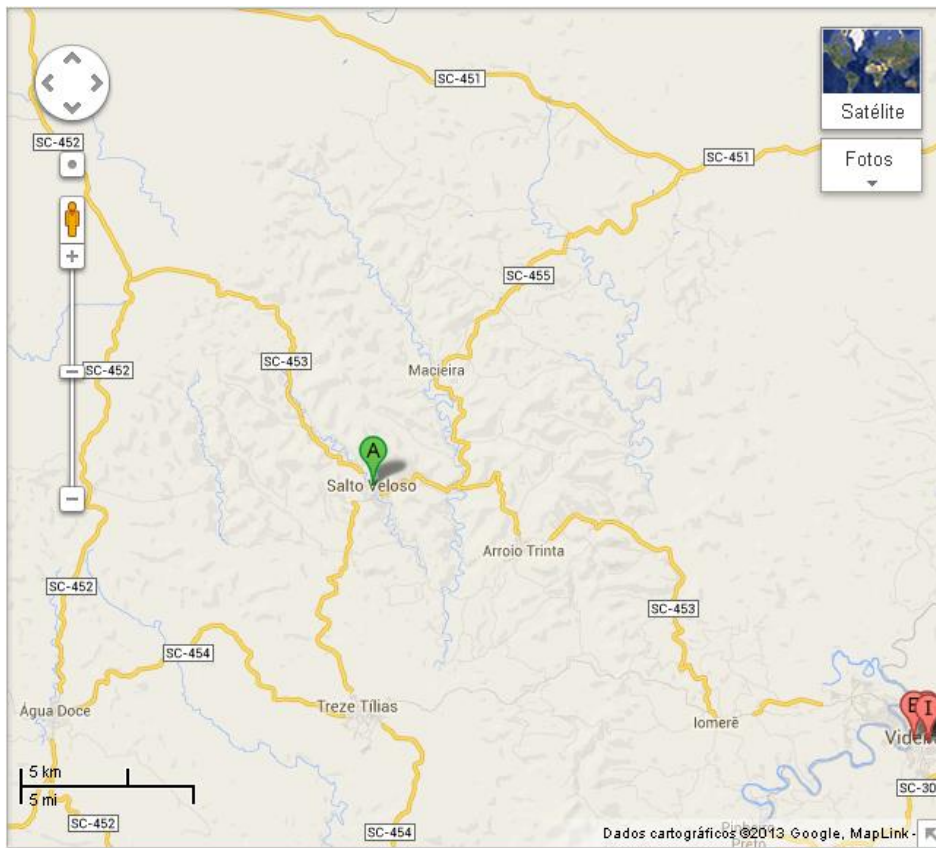 SC-451
SC-452
Satélite
SC-451
Fotos
SC-455
SC-453
SC-452
Macieira
A
Salto Veloso
Arroio Trinta
SC-452
SC-453
SC-454
Água Doce
Treze Tílias
Iomerê
E I
5 km
5 mi
SC-452
SC-454
Dados cartográficos ©2013 Google, MapLink -
Preto